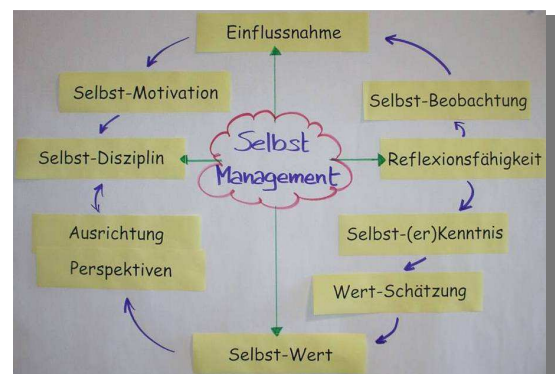 Einflussnahme
Selbst-Motivation
Selbst-Beobachtung
Selbst
Management
Selbst-Disziplin
Reflexionsfähigkeit
Ausrichtung
Perspektiven
Selbst-(er)Kenntnis
Wert-Schätzung
Selbst-Wert